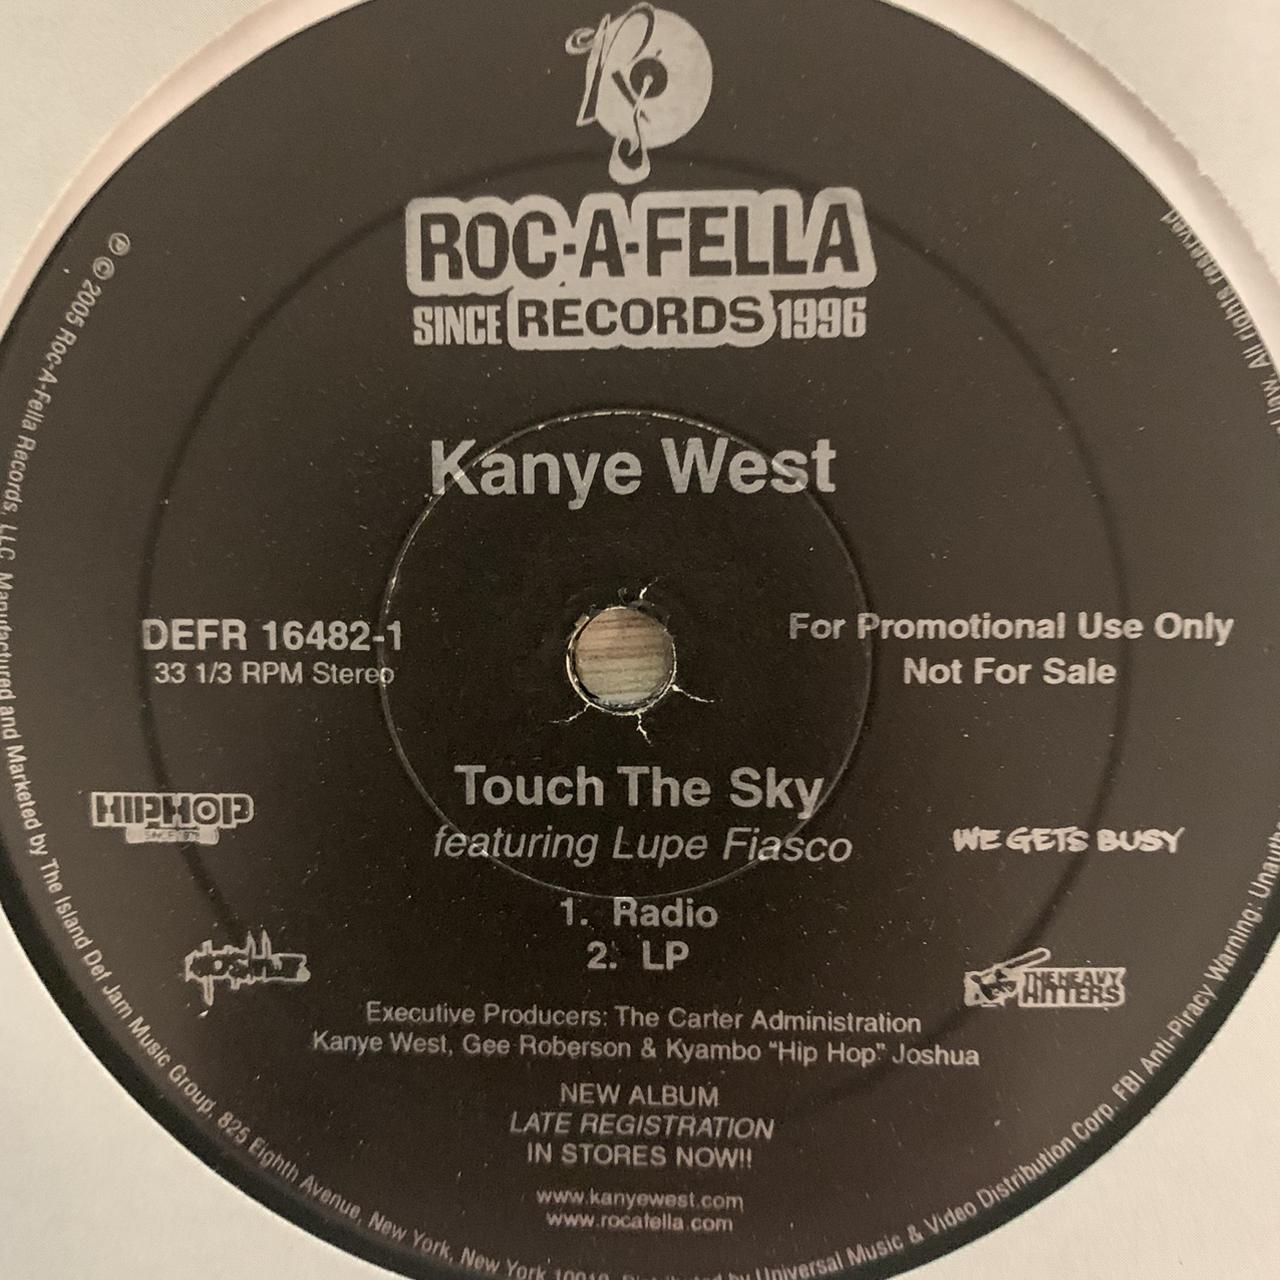 ROC-A-FELLA
SINCE RECORDS 1996
Kanye West
DEFR 16482-1
33 1/3 RPM Stereo
For Promotional Use Only
Not For Sale
Touch The Sky
featuring Lupe Fiasco
1. Radio
2. LP
HIPHOP
WE GETS BUSY
THE HEAVY
HITTERS
Executive Producers: The Carter Administration
Kanye West, Gee Roberson & Kyambo "Hip Hop" Joshua
NEW ALBUM
LATE REGISTRATION
IN STORES NOW!!
www.kanyewest.com
www.rocafella.com
℗ © 2005 Roc-A-Fella Records, LLC. Manufactured and Marketed by The Island Def Jam Music Group, 825 Eighth Avenue, New York, New York 10019. Distributed by Universal Music & Video Distribution Corp. FBI Anti-Piracy Warning: law. All rights reserved